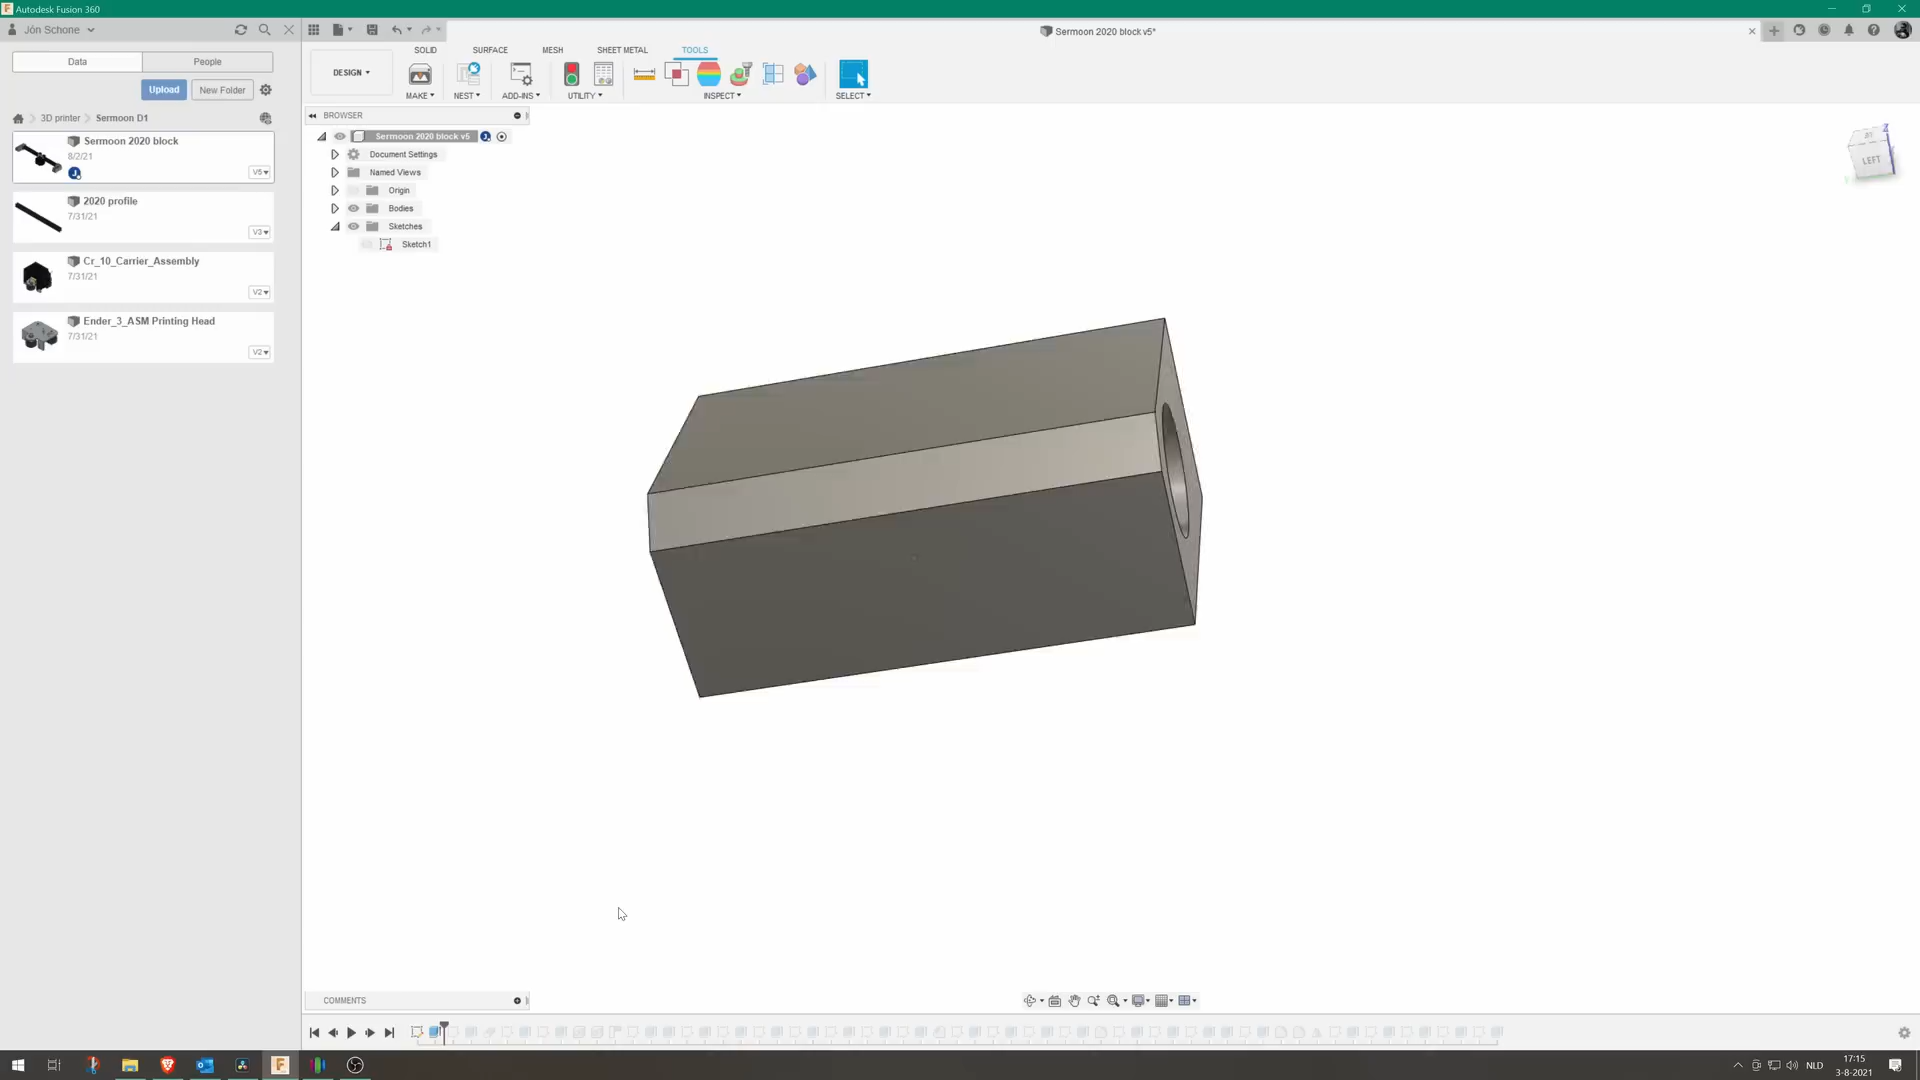 Autodesk Fusion 360
Jón Schone
Sermoon 2020 block v5*
Data
People
Upload
New Folder
3D printer
Sermoon D1
Sermoon 2020 block
8/2/21
V5
2020 profile
7/31/21
V3
Cr_10_Carrier_Assembly
7/31/21
V2
Ender_3_ASM Printing Head
7/31/21
V2
DESIGN
SOLID
SURFACE
MESH
SHEET METAL
TOOLS
MAKE
NEST
ADD-INS
UTILITY
INSPECT
SELECT
BROWSER
Sermoon 2020 block v5
Document Settings
Named Views
Origin
Bodies
Sketches
Sketch1
Z
LEFT
COMMENTS
NLD
17:15
3-8-2021